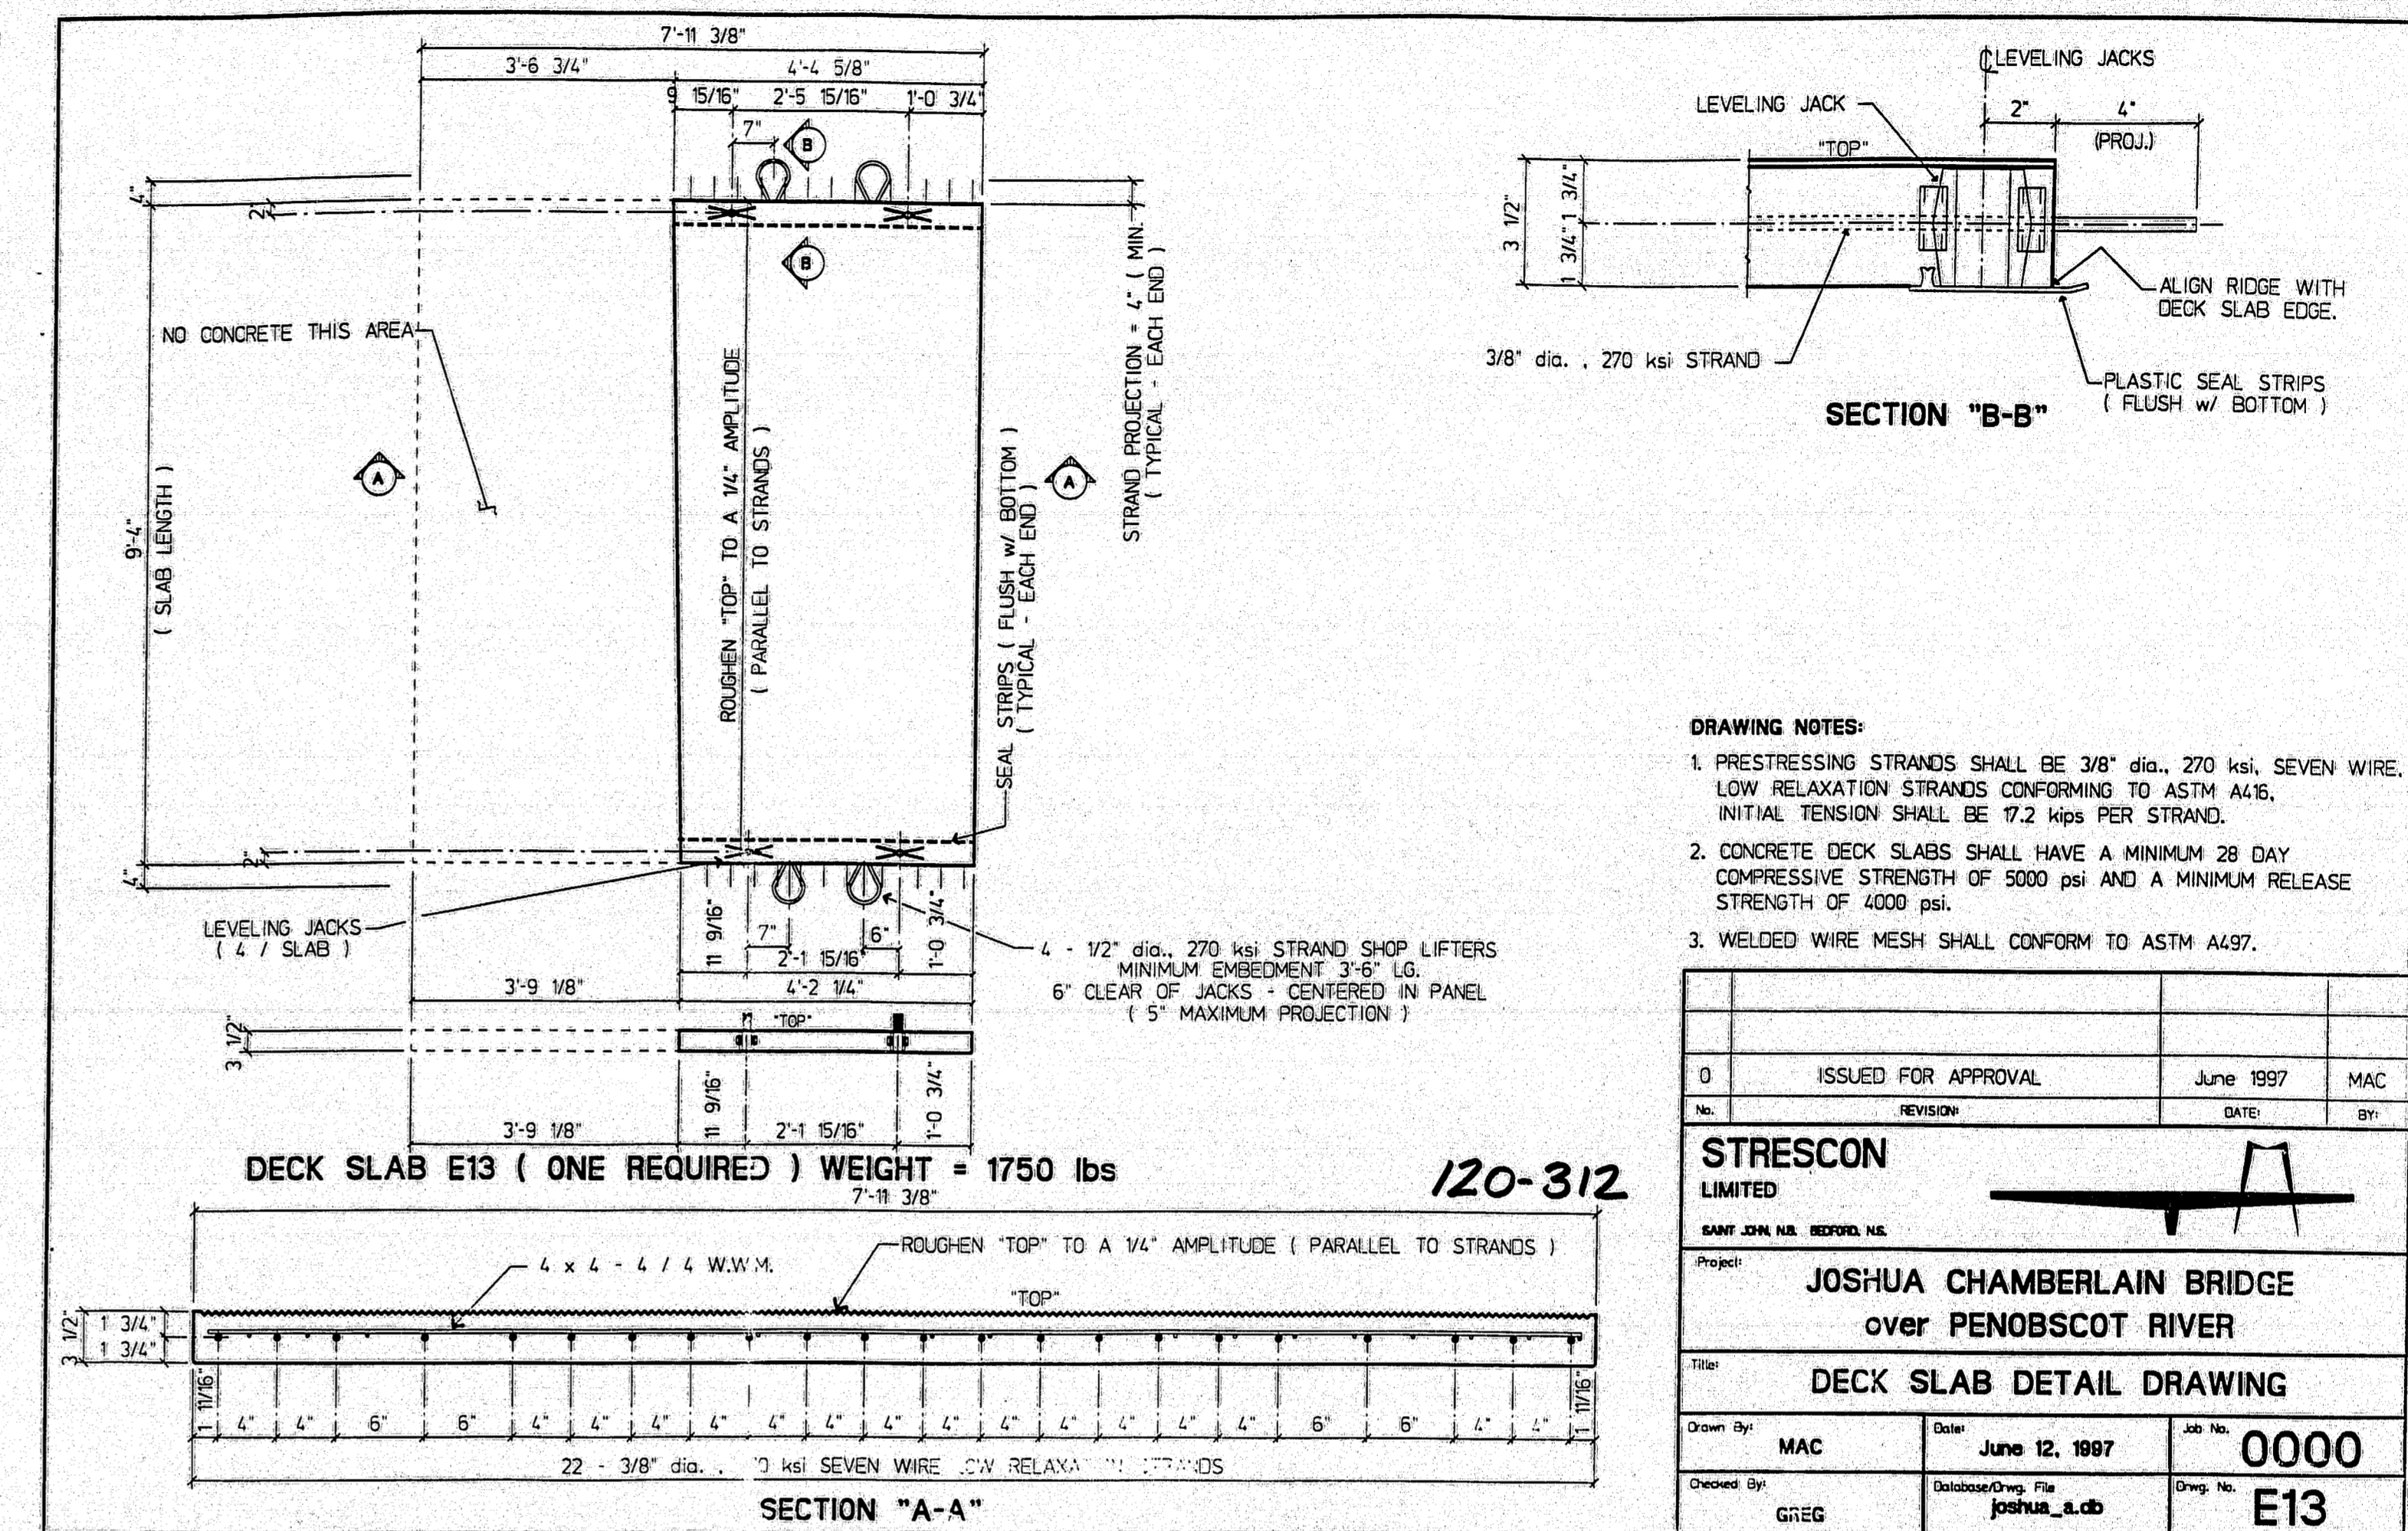 7'-11 3/8"
3'-6 3/4" 4'-4 5/8"
9 15/16" 2'-5 15/16" 1'-0 3/4"
7"
B
4"
2"
B
NO CONCRETE THIS AREA
A
9'-4"
( SLAB LENGTH )
ROUGHEN "TOP" TO A 1/4" AMPLITUDE
( PARALLEL TO STRANDS )
SEAL STRIPS ( FLUSH w/ BOTTOM )
( TYPICAL - EACH END )
A
STRAND PROJECTION = 4" ( MIN. )
( TYPICAL - EACH END )
2"
4"
LEVELING JACKS
( 4 / SLAB )
11 9/16"
7"
6"
1'-0 3/4"
2'-1 15/16"
3'-9 1/8" 4'-2 1/4"
4 - 1/2" dia., 270 ksi STRAND SHOP LIFTERS
MINIMUM EMBEDMENT 3'-6" LG.
6" CLEAR OF JACKS - CENTERED IN PANEL
( 5" MAXIMUM PROJECTION )
"TOP"
3 1/2"
11 9/16"
1'-0 3/4"
3'-9 1/8" 2'-1 15/16"
DECK SLAB E13 ( ONE REQUIRED ) WEIGHT = 1750 lbs
120-312
7'-11 3/8"
ROUGHEN "TOP" TO A 1/4" AMPLITUDE ( PARALLEL TO STRANDS )
4 x 4 - 4 / 4 W.W.M.
"TOP"
3 1/2"
1 3/4"
1 3/4"
1 11/16" 4" 4" 6" 6" 4" 4" 4" 4" 4" 4" 4" 4" 4" 4" 4" 4" 4" 4" 6" 6" 4" 4" 1 11/16"
22 - 3/8" dia. , ksi SEVEN WIRE LOW RELAXATION STRANDS
SECTION "A-A"
℄ LEVELING JACKS
LEVELING JACK
2" 4"
(PROJ.)
"TOP"
3 1/2"
1 3/4"
1 3/4"
ALIGN RIDGE WITH
DECK SLAB EDGE.
3/8" dia. , 270 ksi STRAND
PLASTIC SEAL STRIPS
( FLUSH w/ BOTTOM )
SECTION "B-B"
DRAWING NOTES:
1. PRESTRESSING STRANDS SHALL BE 3/8" dia., 270 ksi, SEVEN WIRE,
LOW RELAXATION STRANDS CONFORMING TO ASTM A416,
INITIAL TENSION SHALL BE 17.2 kips PER STRAND.
2. CONCRETE DECK SLABS SHALL HAVE A MINIMUM 28 DAY
COMPRESSIVE STRENGTH OF 5000 psi AND A MINIMUM RELEASE
STRENGTH OF 4000 psi.
3. WELDED WIRE MESH SHALL CONFORM TO ASTM A497.
0 ISSUED FOR APPROVAL June 1997 MAC
No. REVISION: DATE: BY:
STRESCON
LIMITED
SAINT JOHN, N.B. BEDFORD, N.S.
Project:
JOSHUA CHAMBERLAIN BRIDGE
over PENOBSCOT RIVER
Title:
DECK SLAB DETAIL DRAWING
Drawn By: MAC
Date: June 12, 1997
Job No. 0000
Checked By: GREG
Database/Drwg. File joshua_a.db
Drwg. No. E13